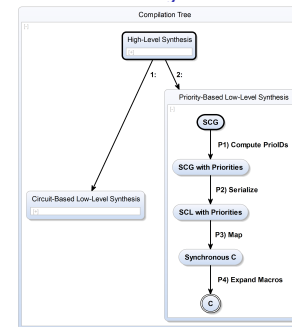 Compilation Tree
[-]
High-Level Synthesis
[+]
1:
2:
Priority-Based Low-Level Synthesis
[-]
SCG
P1) Compute PrioIDs
SCG with Priorities
P2) Serialize
Circuit-Based Low-Level Synthesis
[+]
SCL with Priorities
P3) Map
Synchronous C
P4) Expand Macros
C